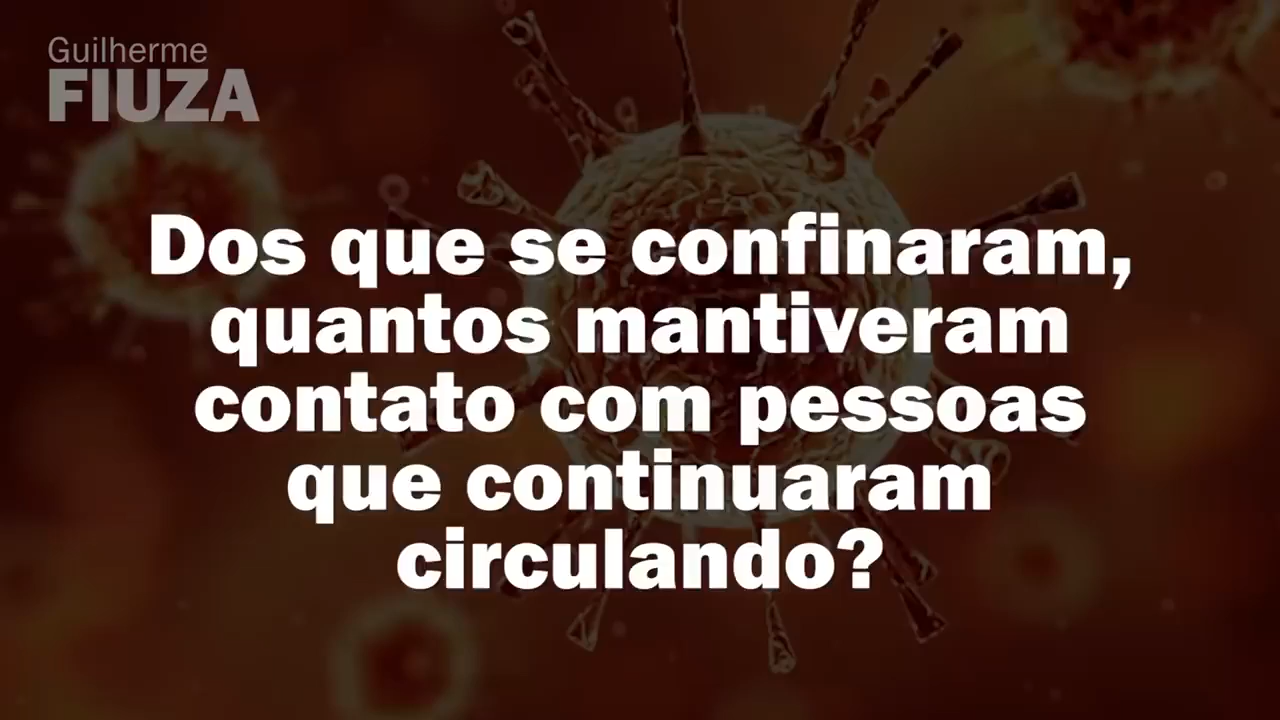 Guilherme
FIUZA
Dos que se confinaram,
quantos mantiveram
contato com pessoas
que continuaram
circulando?